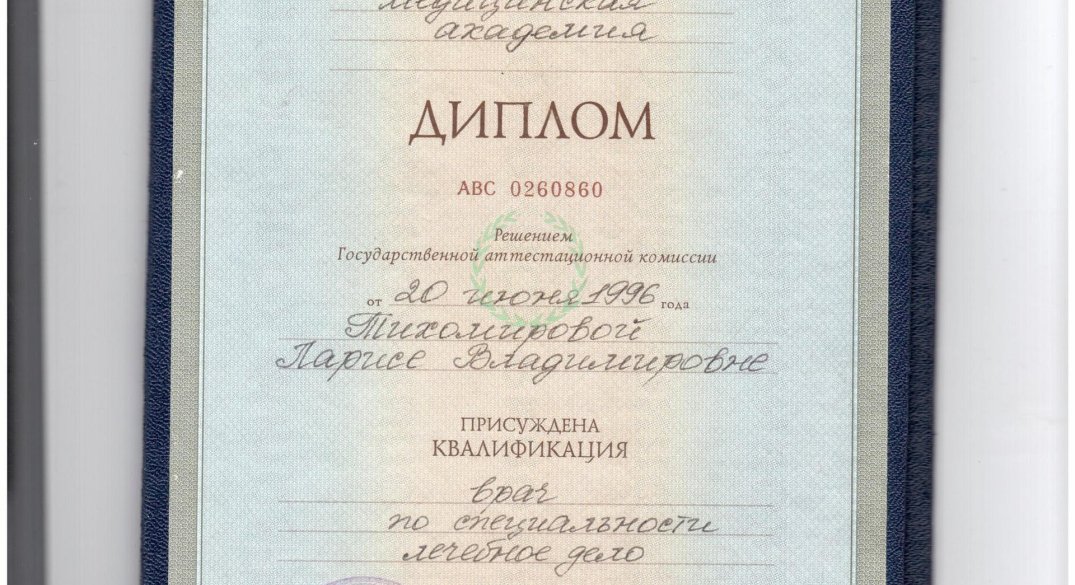 медицинская
академия
ДИПЛОМ
АВС 0260860
Решением
Государственной аттестационной комиссии
от 20 июня 1996 года
Тихомировой
Ларисе Владимировне
ПРИСУЖДЕНА
КВАЛИФИКАЦИЯ
врач
по специальности
лечебное дело